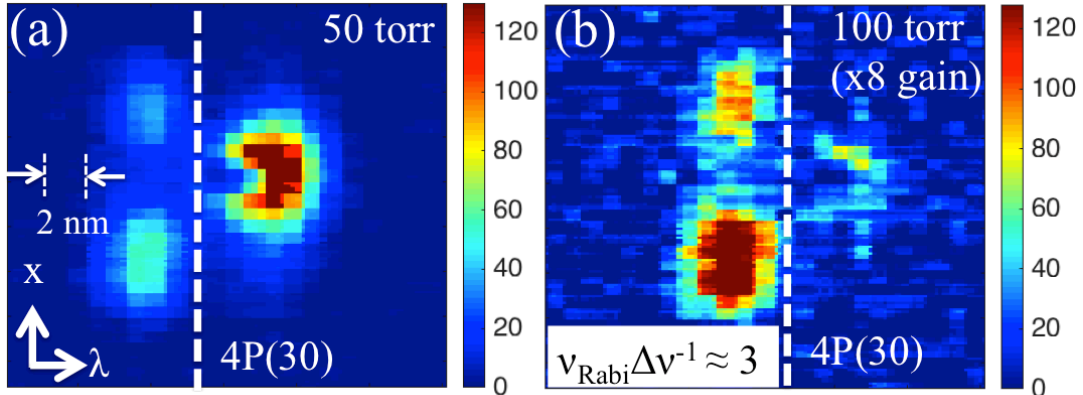 (a)
50 torr
2 nm
x
λ
4P(30)
120
100
80
60
40
20
0
(b)
100 torr
(x8 gain)
ν_Rabi Δν⁻¹ ≈ 3
4P(30)
120
100
80
60
40
20
0